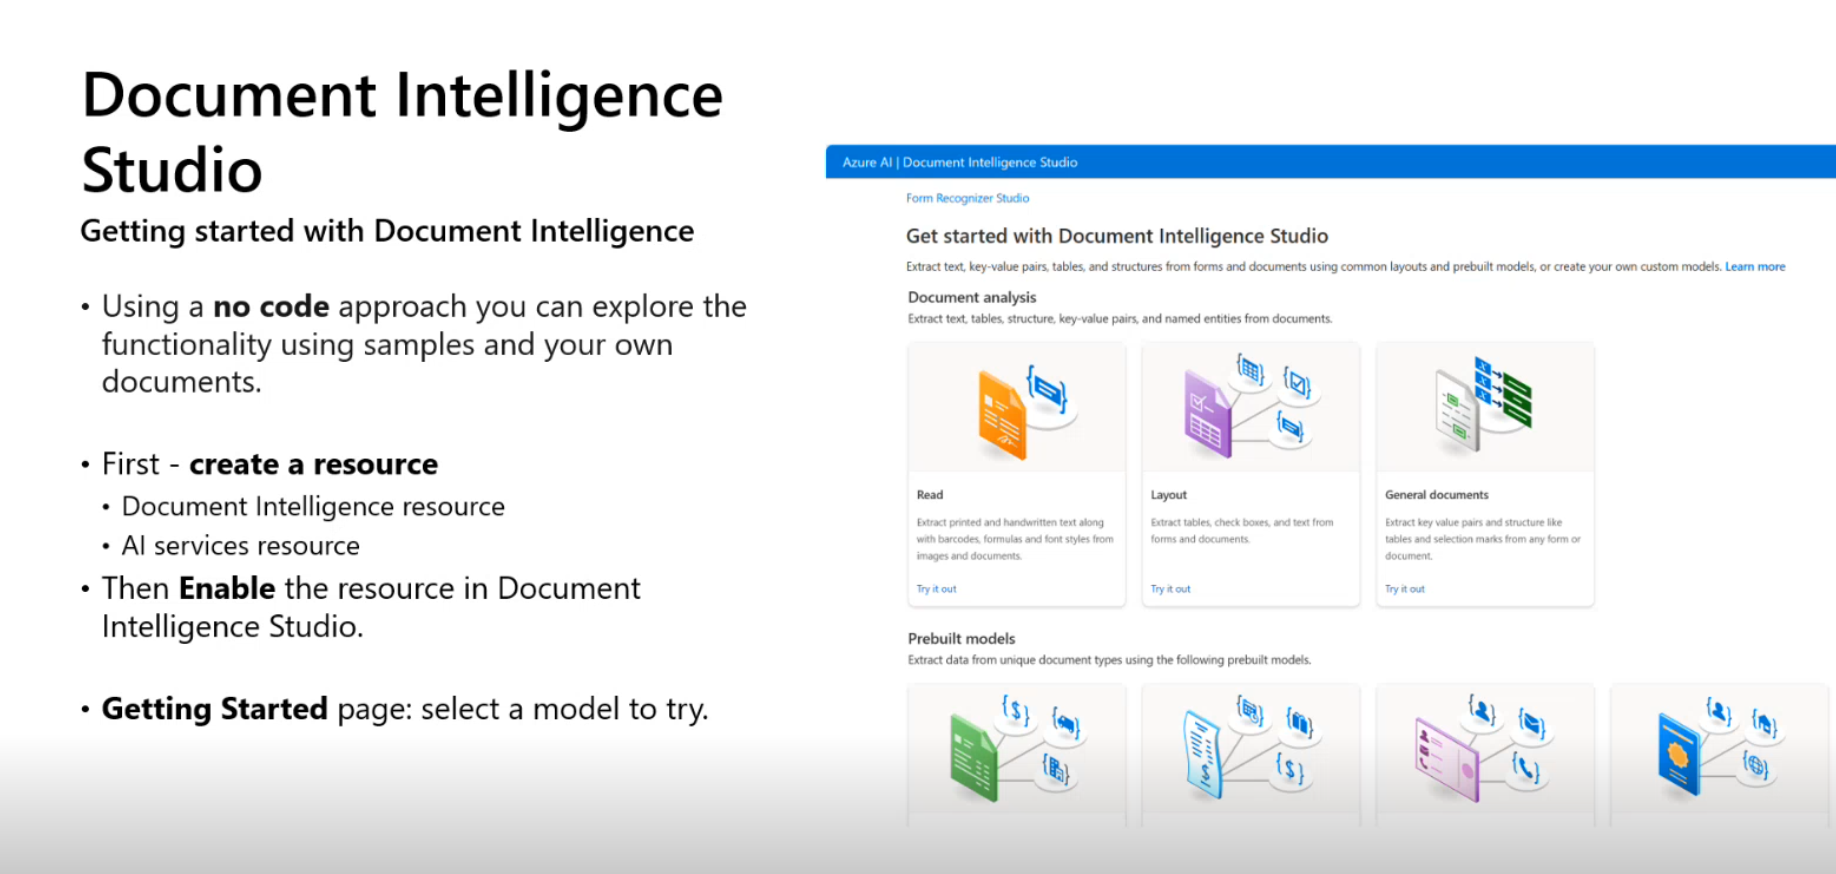 Document Intelligence
Studio
Getting started with Document Intelligence
• Using a no code approach you can explore the
functionality using samples and your own
documents.
• First - create a resource
• Document Intelligence resource
• AI services resource
• Then Enable the resource in Document
Intelligence Studio.
• Getting Started page: select a model to try.
Azure AI | Document Intelligence Studio
Form Recognizer Studio
Get started with Document Intelligence Studio
Extract text, key-value pairs, tables, and structures from forms and documents using common layouts and prebuilt models, or create your own custom models. Learn more
Document analysis
Extract text, tables, structure, key-value pairs, and named entities from documents.
Read
Extract printed and handwritten text along
with barcodes, formulas and font styles from
images and documents.
Try it out
Layout
Extract tables, check boxes, and text from
forms and documents.
Try it out
General documents
Extract key value pairs and structure like
tables and selection marks from any form or
document.
Try it out
Prebuilt models
Extract data from unique document types using the following prebuilt models.